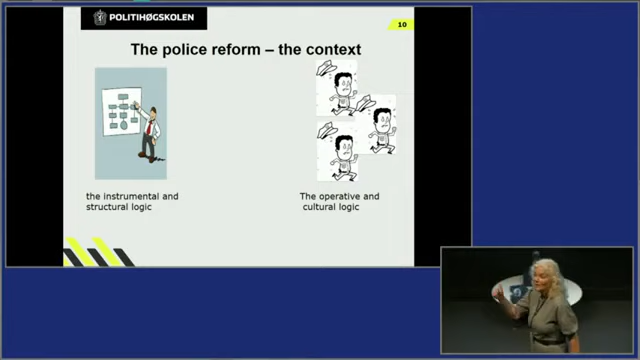 POLITIHØGSKOLEN
10
The police reform – the context
the instrumental and
structural logic
The operative and
cultural logic